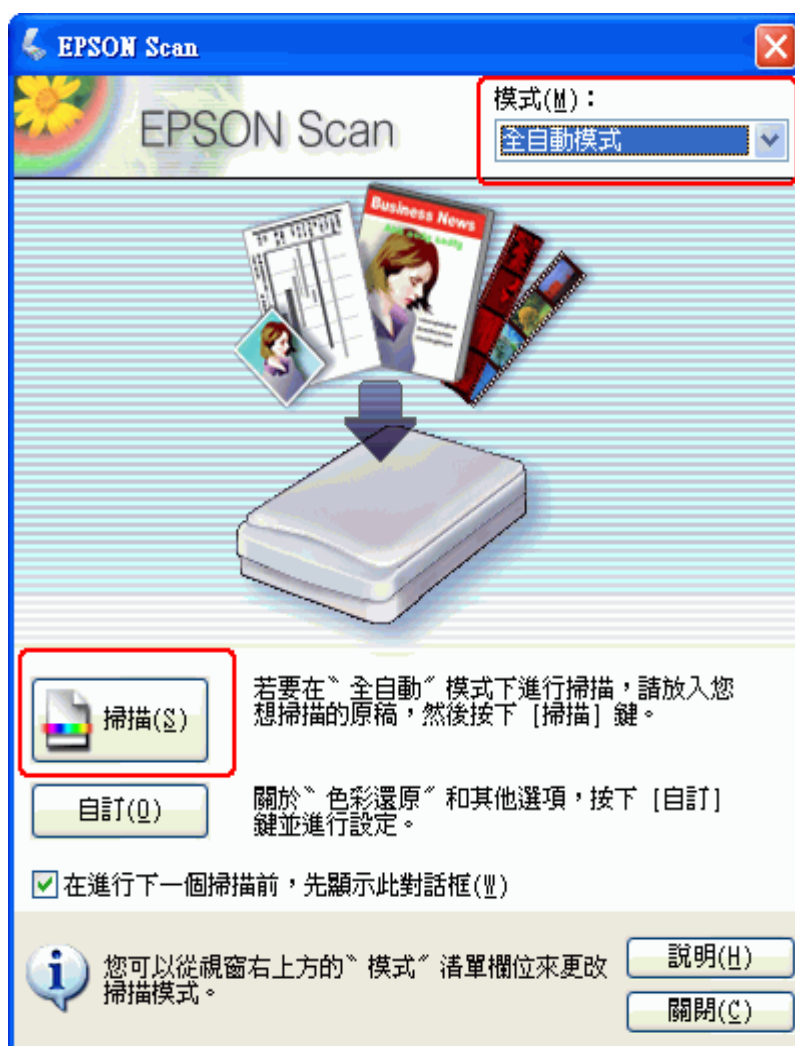 EPSON Scan
EPSON Scan
模式(M)：
全自動模式
Business News
掃描(S)
若要在〝全自動〞模式下進行掃描，請放入您
想掃描的原稿，然後按下 [掃描] 鍵。
自訂(O)
關於〝色彩還原〞和其他選項，按下 [自訂]
鍵並進行設定。
在進行下一個掃描前，先顯示此對話框(W)
您可以從視窗右上方的〝模式〞清單欄位來更改
掃描模式。
說明(H)
關閉(C)